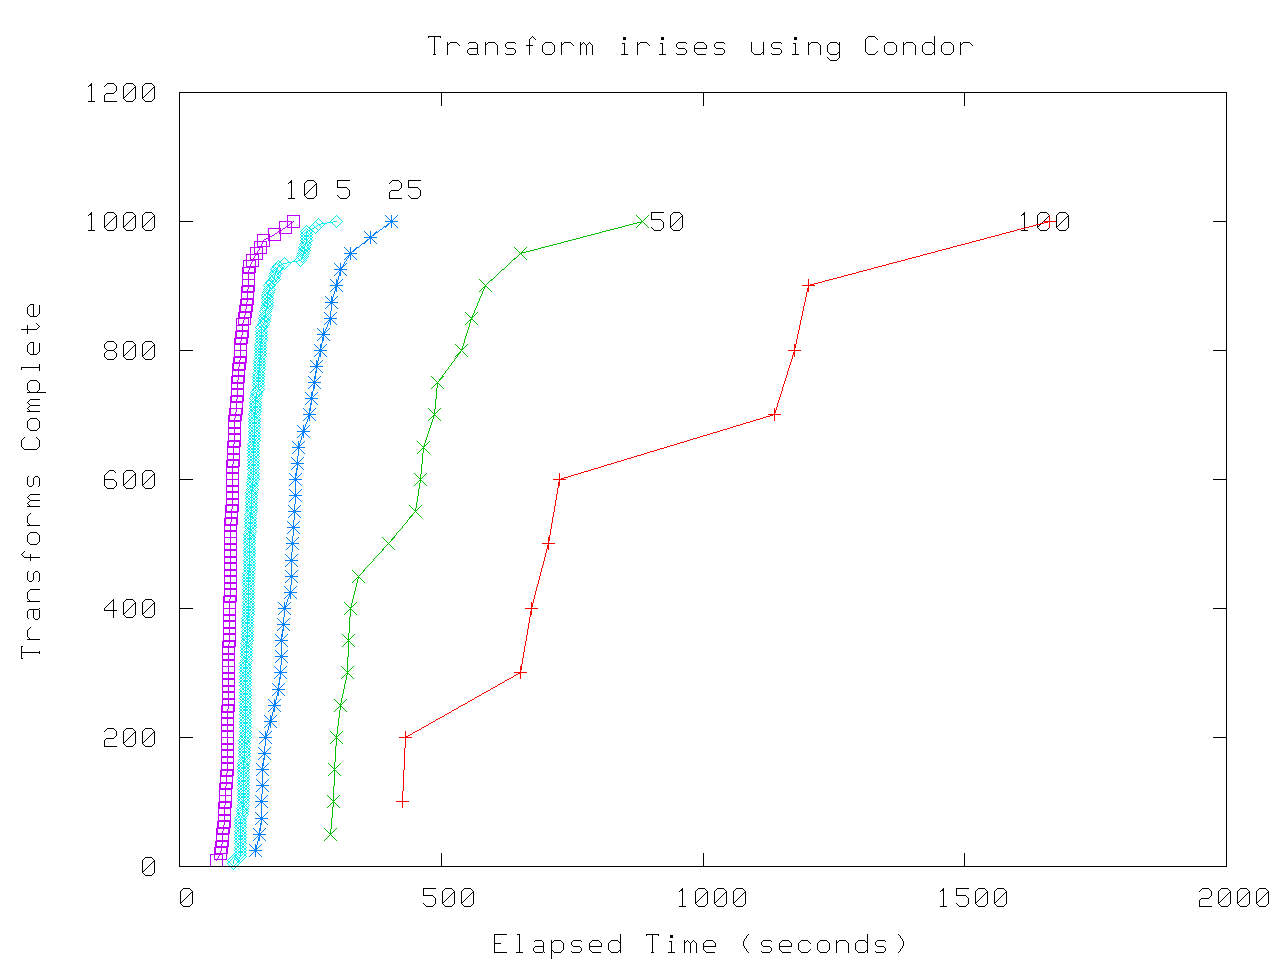 Transform irises using Condor
1200
1000
800
600
400
200
0
10 5 25
50
100
0 500 1000 1500 2000
Elapsed Time (seconds)
Transforms Complete